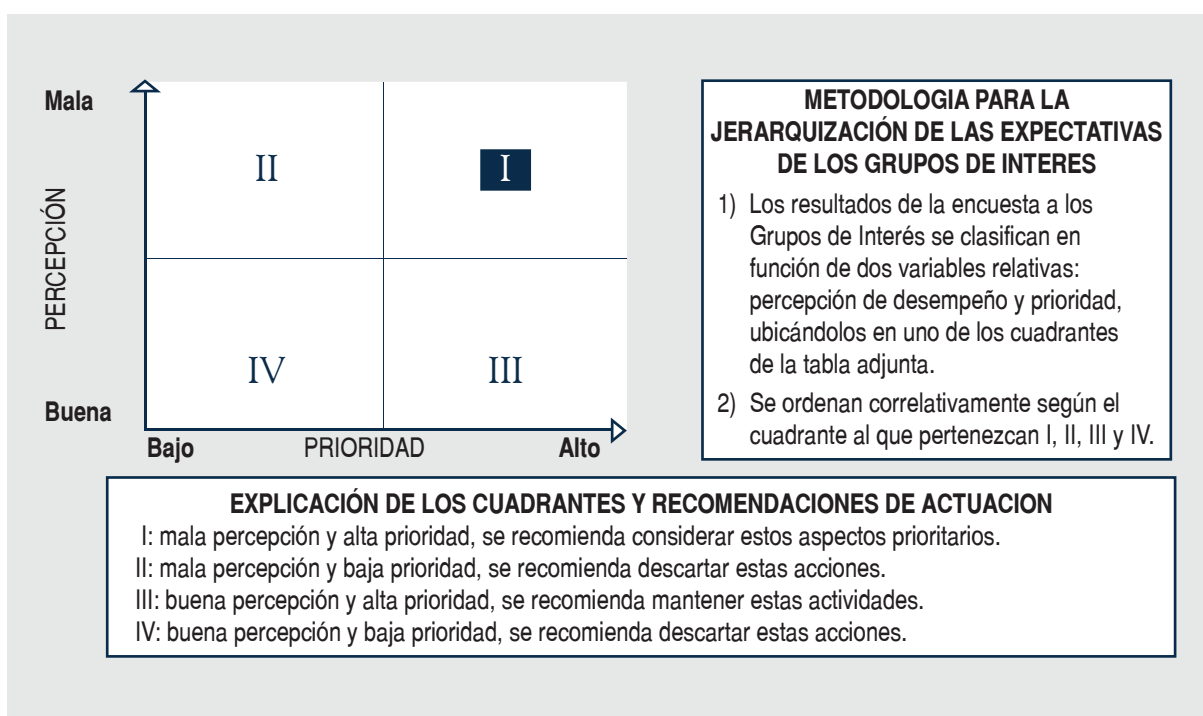 Mala
II
I
PERCEPCIÓN
IV
III
Buena
Bajo
PRIORIDAD
Alto
METODOLOGIA PARA LA
JERARQUIZACIÓN DE LAS EXPECTATIVAS
DE LOS GRUPOS DE INTERES
1) Los resultados de la encuesta a los
Grupos de Interés se clasifican en
función de dos variables relativas:
percepción de desempeño y prioridad,
ubicándolos en uno de los cuadrantes
de la tabla adjunta.
2) Se ordenan correlativamente según el
cuadrante al que pertenezcan I, II, III y IV.
EXPLICACIÓN DE LOS CUADRANTES Y RECOMENDACIONES DE ACTUACION
I: mala percepción y alta prioridad, se recomienda considerar estos aspectos prioritarios.
II: mala percepción y baja prioridad, se recomienda descartar estas acciones.
III: buena percepción y alta prioridad, se recomienda mantener estas actividades.
IV: buena percepción y baja prioridad, se recomienda descartar estas acciones.